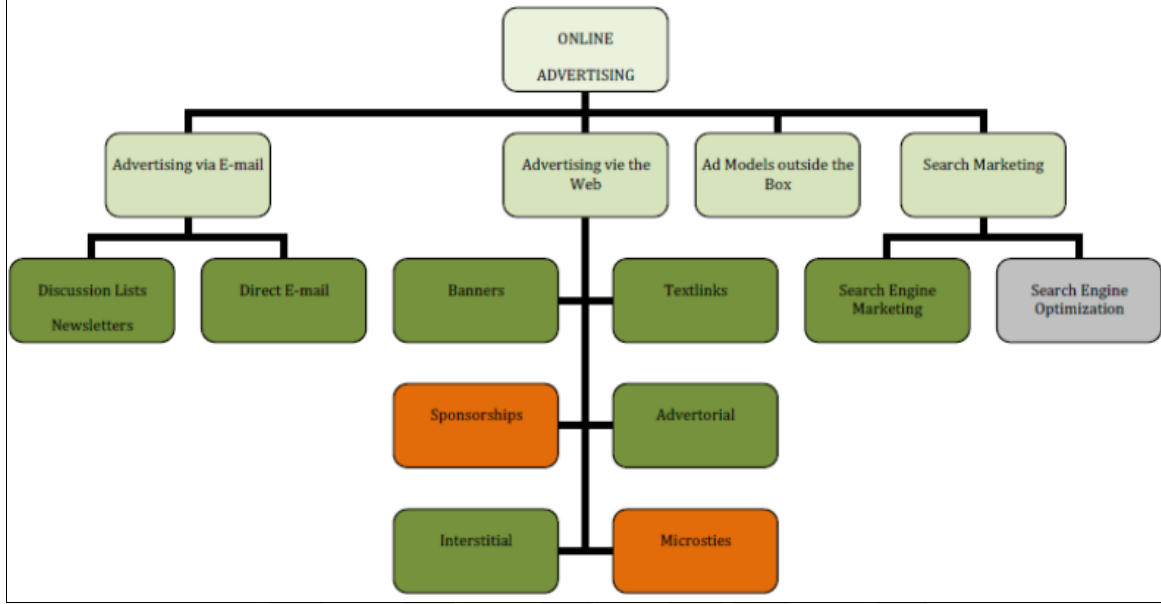 ONLINE
ADVERTISING
Advertising via E-mail
Advertising vie the
Web
Ad Models outside the
Box
Search Marketing
Discussion Lists
Newsletters
Direct E-mail
Banners
Textlinks
Search Engine
Marketing
Search Engine
Optimization
Sponsorships
Advertorial
Interstitial
Microsties